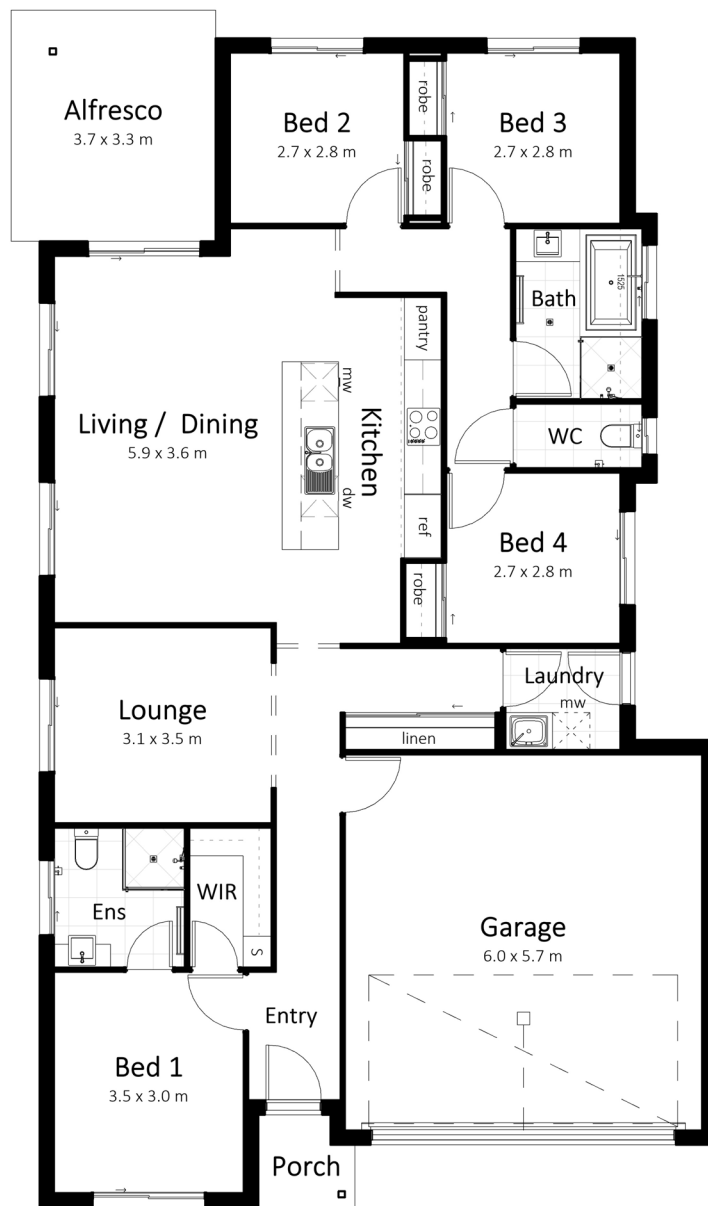 Alfresco
3.7 x 3.3 m
Bed 2
2.7 x 2.8 m
robe
robe
Bed 3
2.7 x 2.8 m
Bath
1525
pantry
mw
Kitchen
Living / Dining
5.9 x 3.6 m
dw
ref
WC
Bed 4
2.7 x 2.8 m
robe
Lounge
3.1 x 3.5 m
Laundry
mw
linen
Ens
WIR
S
Garage
6.0 x 5.7 m
Entry
Bed 1
3.5 x 3.0 m
Porch